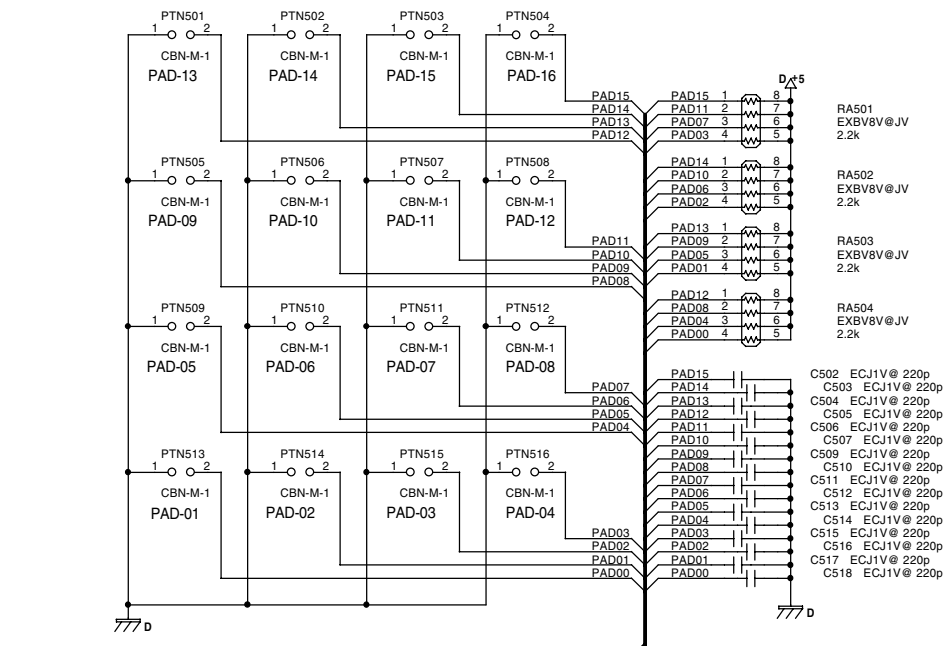 PTN501 PTN502 PTN503 PTN504
1 2 1 2 1 2 1 2
CBN-M-1 CBN-M-1 CBN-M-1 CBN-M-1
PAD-13 PAD-14 PAD-15 PAD-16
PAD15
PAD14
PAD13
PAD12
PTN505 PTN506 PTN507 PTN508
1 2 1 2 1 2 1 2
CBN-M-1 CBN-M-1 CBN-M-1 CBN-M-1
PAD-09 PAD-10 PAD-11 PAD-12
PAD11
PAD10
PAD09
PAD08
PTN509 PTN510 PTN511 PTN512
1 2 1 2 1 2 1 2
CBN-M-1 CBN-M-1 CBN-M-1 CBN-M-1
PAD-05 PAD-06 PAD-07 PAD-08
PAD07
PAD06
PAD05
PAD04
PTN513 PTN514 PTN515 PTN516
1 2 1 2 1 2 1 2
CBN-M-1 CBN-M-1 CBN-M-1 CBN-M-1
PAD-01 PAD-02 PAD-03 PAD-04
PAD03
PAD02
PAD01
PAD00
D
D +5
PAD15 1 8
PAD11 2 7
PAD07 3 6
PAD03 4 5
RA501
EXBV8V@JV
2.2k
PAD14 1 8
PAD10 2 7
PAD06 3 6
PAD02 4 5
RA502
EXBV8V@JV
2.2k
PAD13 1 8
PAD09 2 7
PAD05 3 6
PAD01 4 5
RA503
EXBV8V@JV
2.2k
PAD12 1 8
PAD08 2 7
PAD04 3 6
PAD00 4 5
RA504
EXBV8V@JV
2.2k
PAD15 C502 ECJ1V@ 220p
PAD14 C503 ECJ1V@ 220p
PAD13 C504 ECJ1V@ 220p
PAD12 C505 ECJ1V@ 220p
PAD11 C506 ECJ1V@ 220p
PAD10 C507 ECJ1V@ 220p
PAD09 C509 ECJ1V@ 220p
PAD08 C510 ECJ1V@ 220p
PAD07 C511 ECJ1V@ 220p
PAD06 C512 ECJ1V@ 220p
PAD05 C513 ECJ1V@ 220p
PAD04 C514 ECJ1V@ 220p
PAD03 C515 ECJ1V@ 220p
PAD02 C516 ECJ1V@ 220p
PAD01 C517 ECJ1V@ 220p
PAD00 C518 ECJ1V@ 220p
D